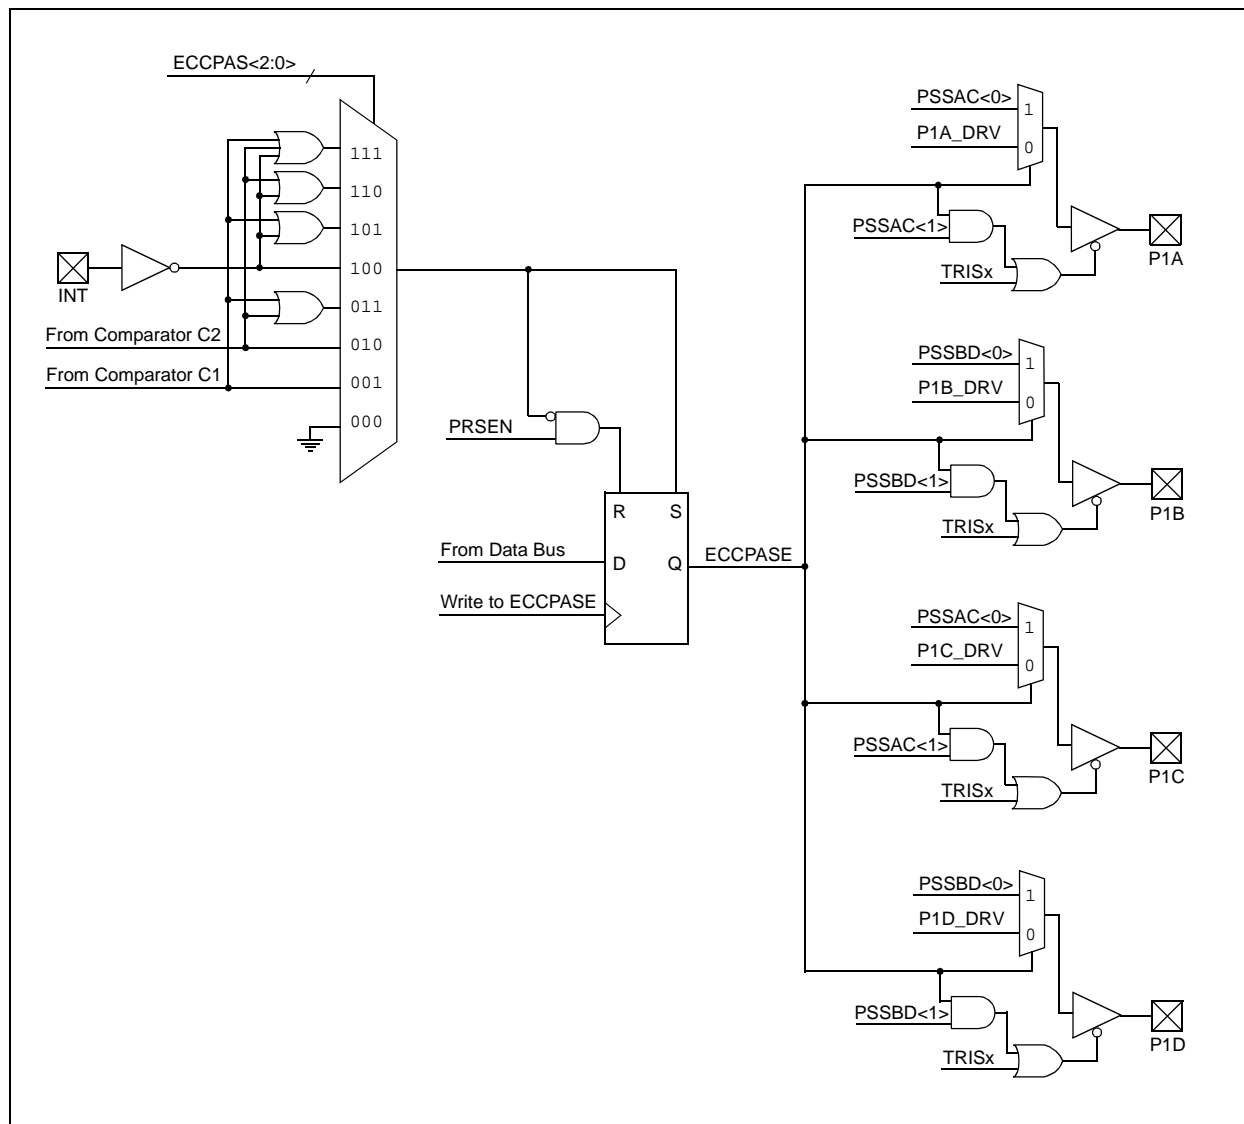 ECCPAS<2:0>
111
110
101
100
011
010
001
000
INT
From Comparator C2
From Comparator C1
PRSEN
R S
From Data Bus
D Q
ECCPASE
Write to ECCPASE
PSSAC<0>
1
P1A_DRV
0
PSSAC<1>
TRISx
P1A
PSSBD<0>
1
P1B_DRV
0
PSSBD<1>
TRISx
P1B
PSSAC<0>
1
P1C_DRV
0
PSSAC<1>
TRISx
P1C
PSSBD<0>
1
P1D_DRV
0
PSSBD<1>
TRISx
P1D